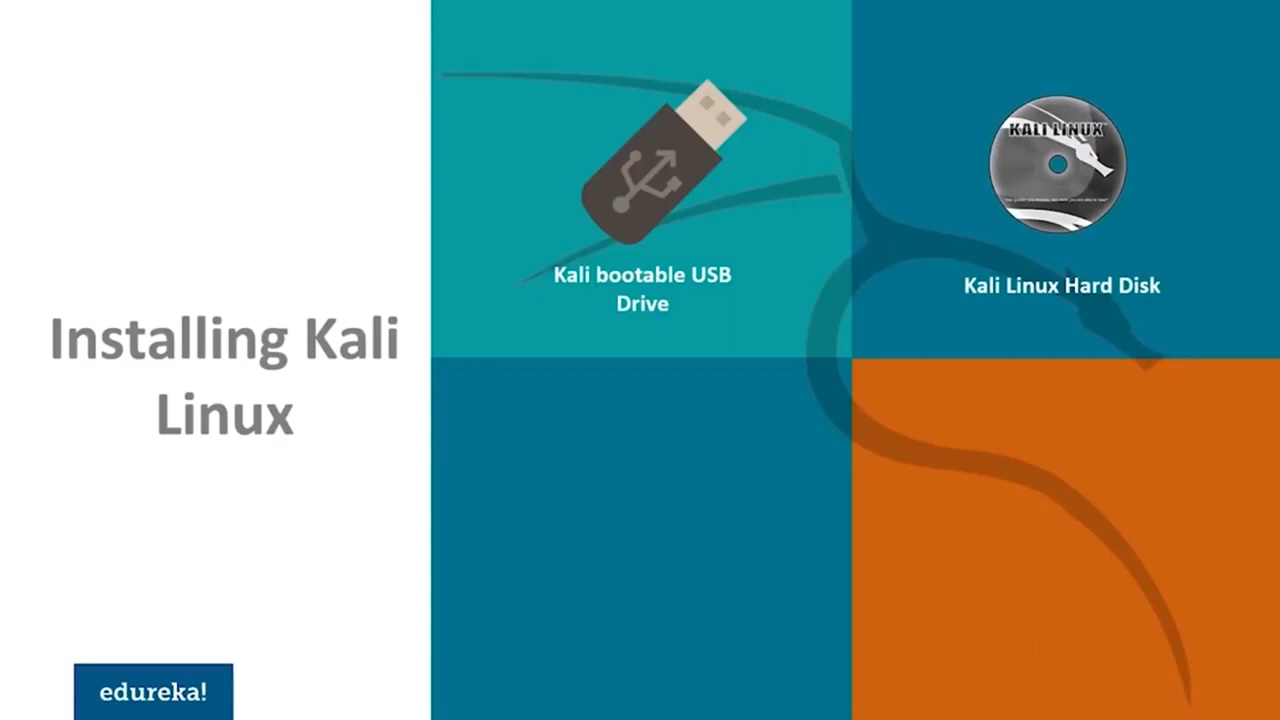 Installing Kali
Linux
Kali bootable USB
Drive
KALI LINUX
Kali Linux Hard Disk
edureka!